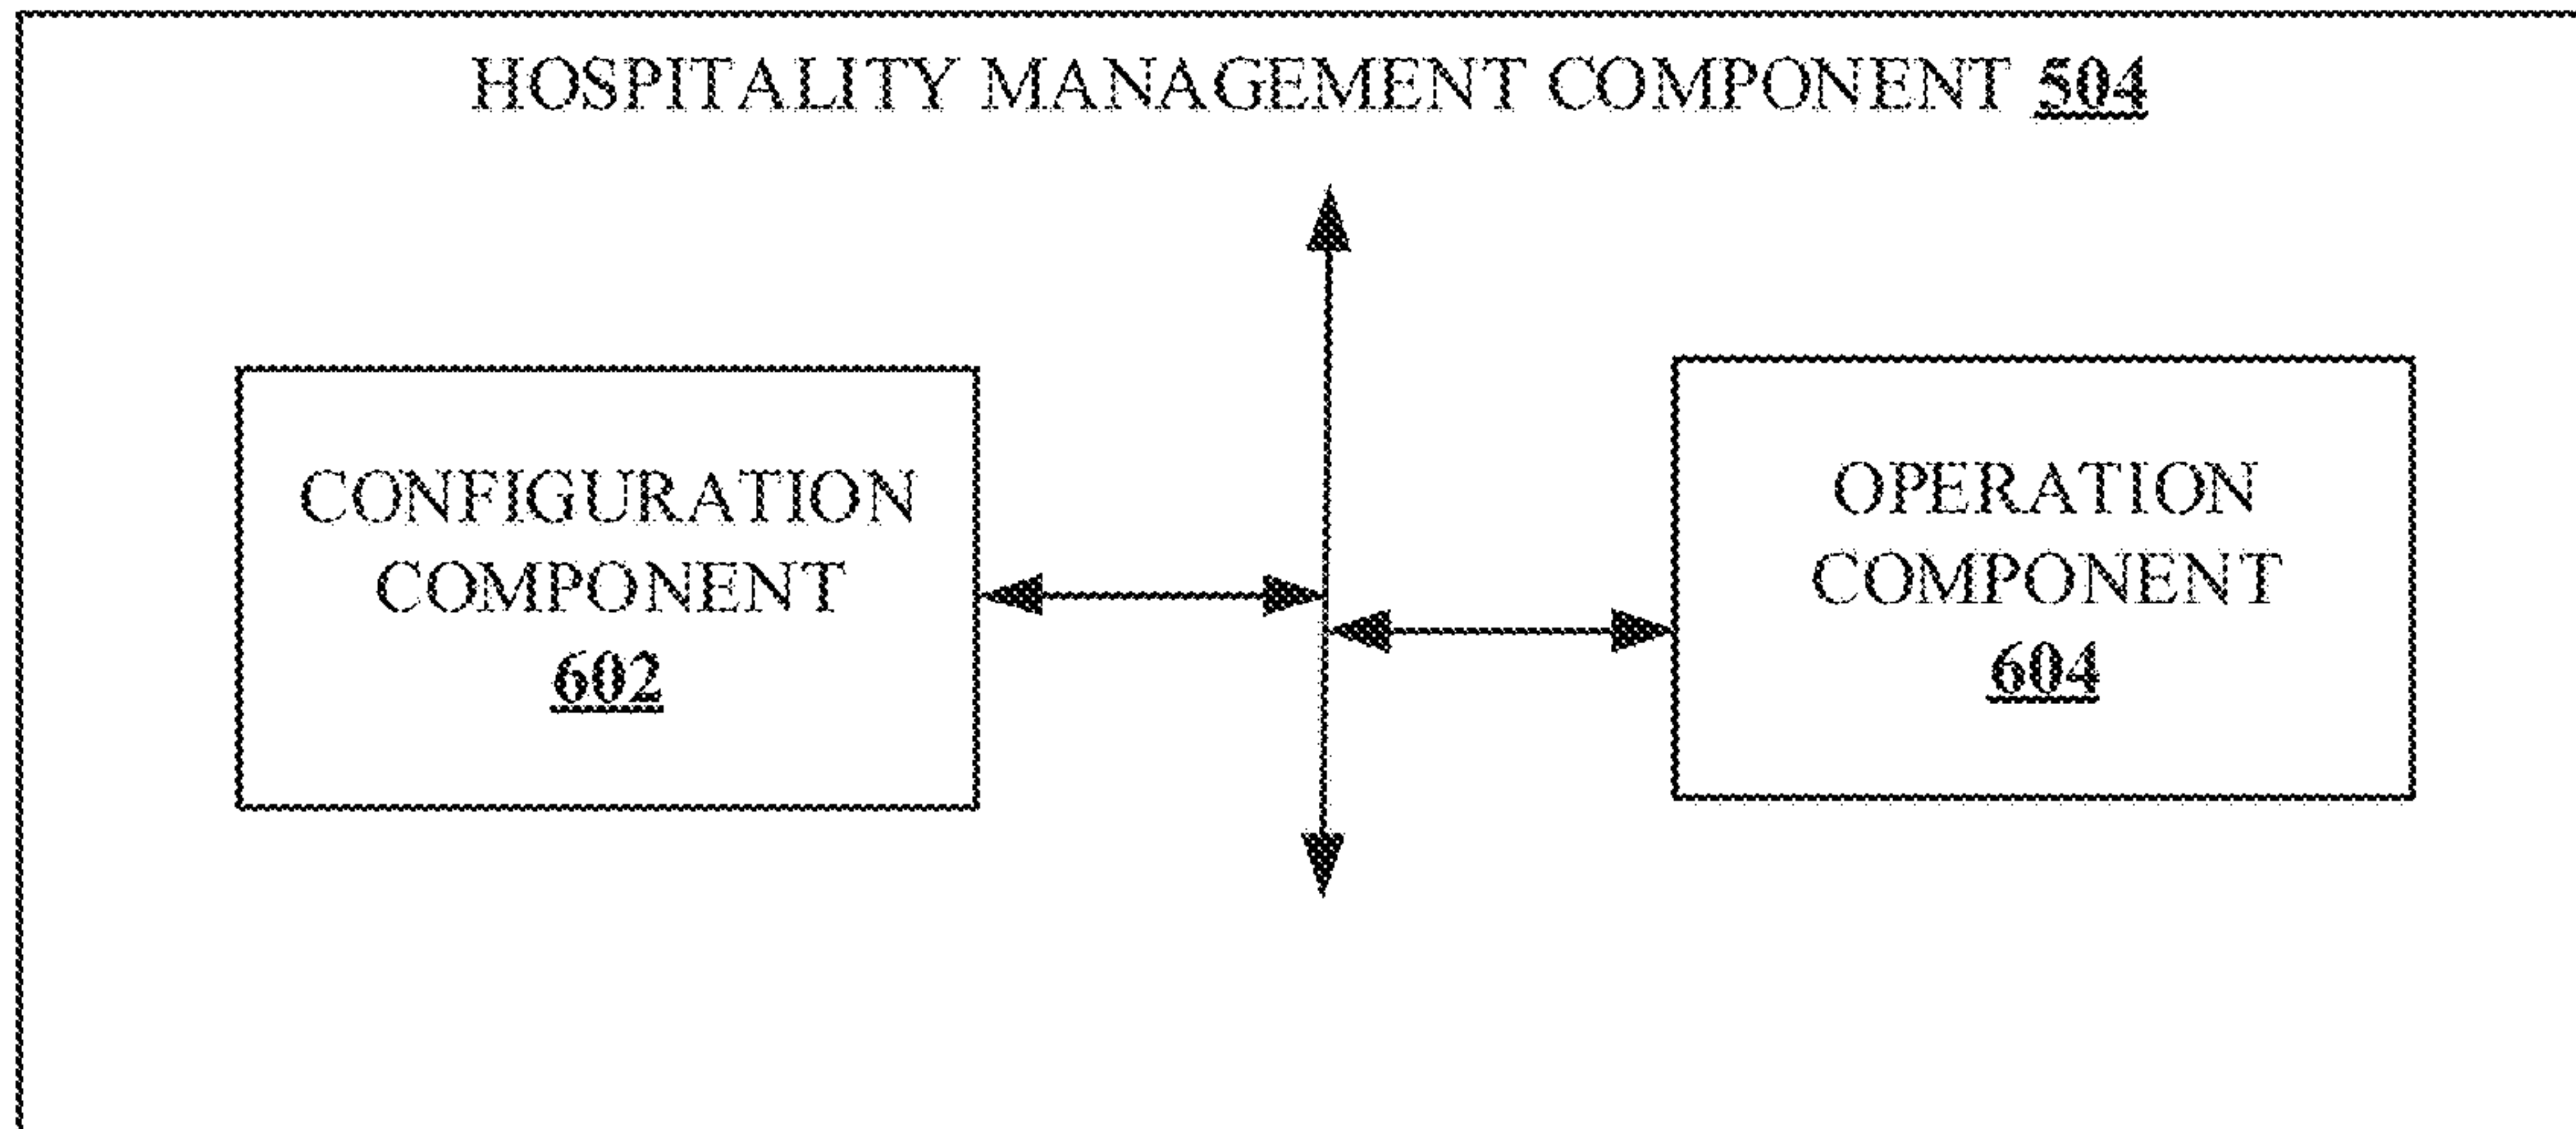 HOSPITALITY MANAGEMENT COMPONENT 504
CONFIGURATION
COMPONENT
602
OPERATION
COMPONENT
604